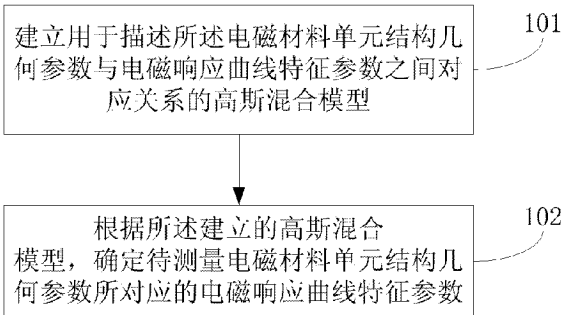 建立用于描述所述电磁材料单元结构几
何参数与电磁响应曲线特征参数之间对
应关系的高斯混合模型
101
根据所述建立的高斯混合
模型，确定待测量电磁材料单元结构几
何参数所对应的电磁响应曲线特征参数
102